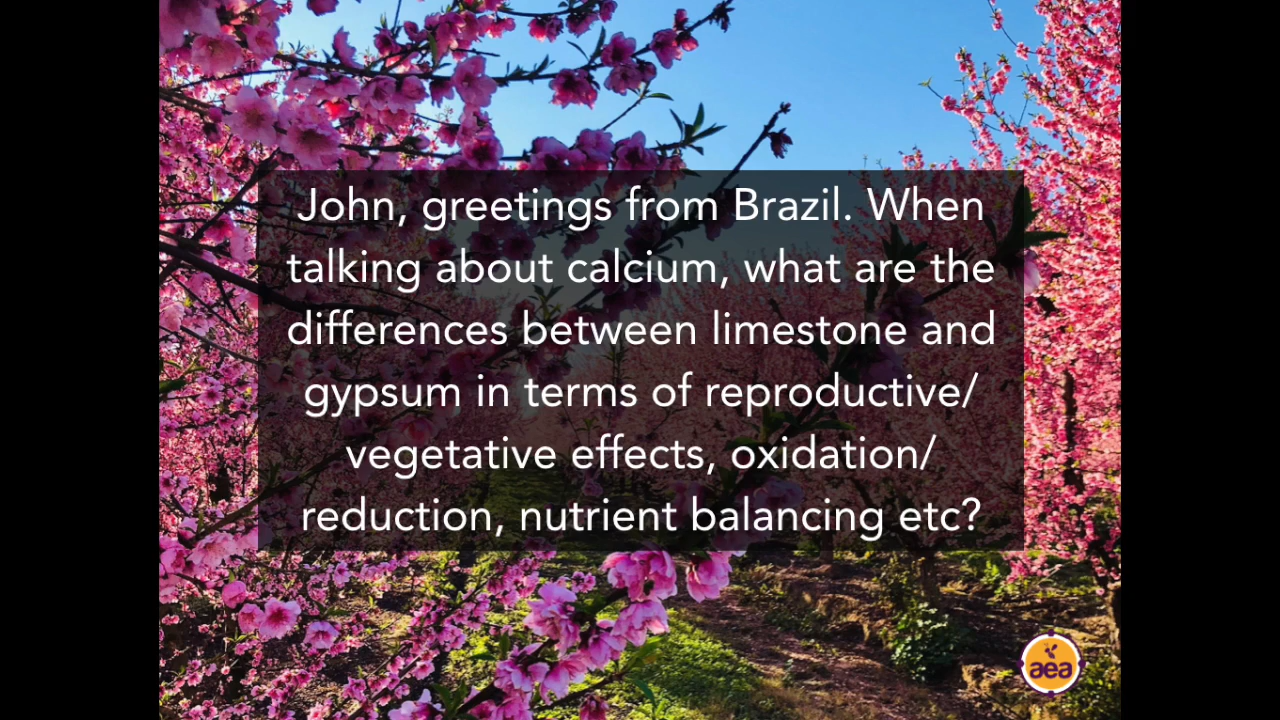 John, greetings from Brazil. When
talking about calcium, what are the
differences between limestone and
gypsum in terms of reproductive/
vegetative effects, oxidation/
reduction, nutrient balancing etc?
aea